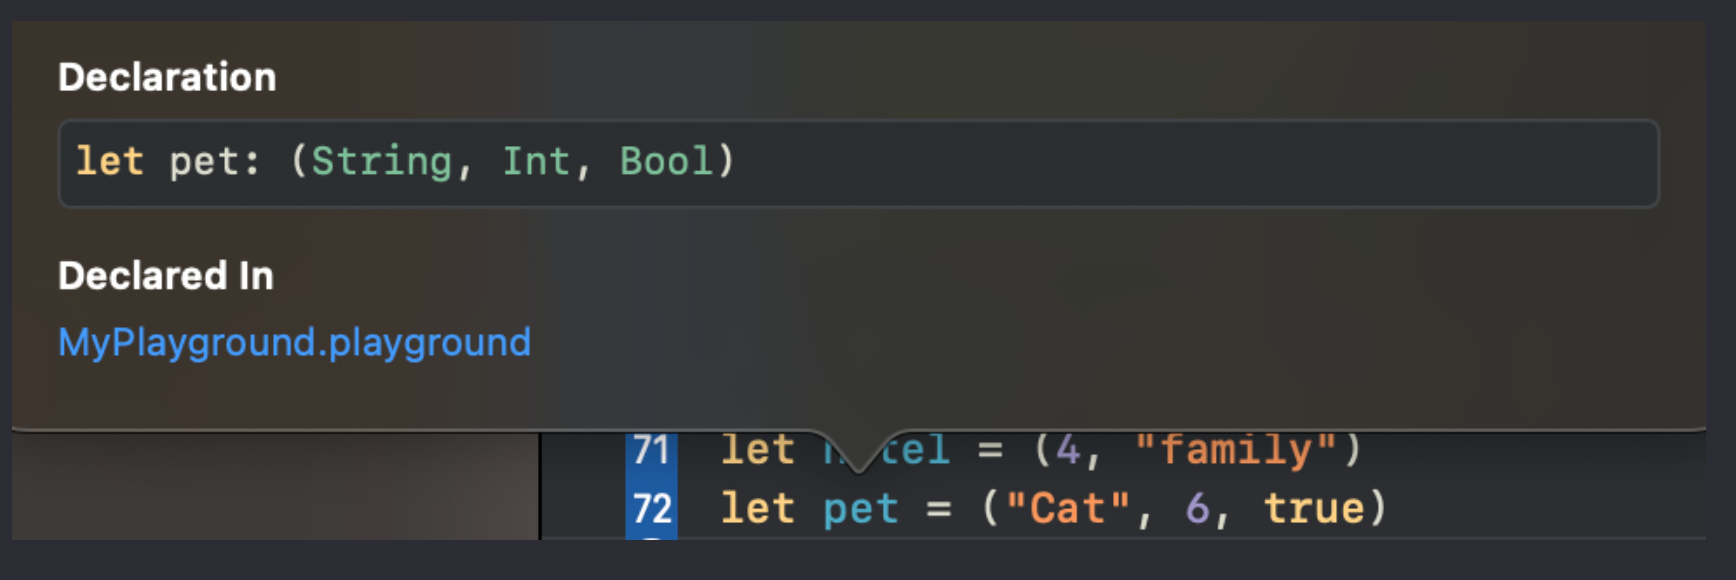 Declaration
let pet: (String, Int, Bool)
Declared In
MyPlayground.playground
71 let tel = (4, "family")
72 let pet = ("Cat", 6, true)